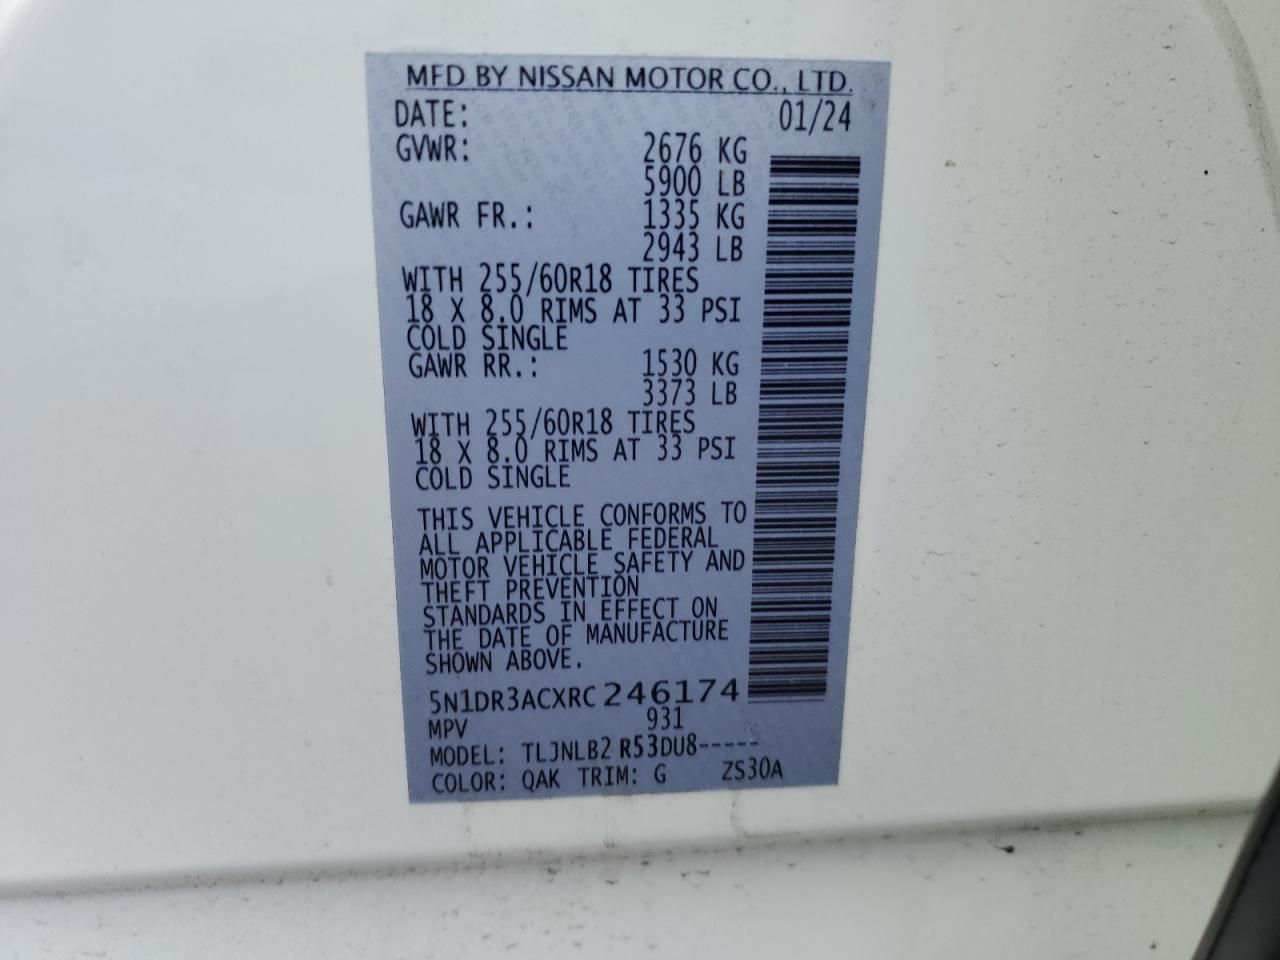 MFD BY NISSAN MOTOR CO., LTD.
DATE: 01/24
GVWR: 2676 KG
5900 LB
GAWR FR.: 1335 KG
2943 LB
WITH 255/60R18 TIRES
18 X 8.0 RIMS AT 33 PSI
COLD SINGLE
GAWR RR.: 1530 KG
3373 LB
WITH 255/60R18 TIRES
18 X 8.0 RIMS AT 33 PSI
COLD SINGLE
THIS VEHICLE CONFORMS TO
ALL APPLICABLE FEDERAL
MOTOR VEHICLE SAFETY AND
THEFT PREVENTION
STANDARDS IN EFFECT ON
THE DATE OF MANUFACTURE
SHOWN ABOVE.
5N1DR3ACXRC246174
MPV 931
MODEL: TLJNLB2 R53DU8-----
COLOR: QAK TRIM: G ZS30A